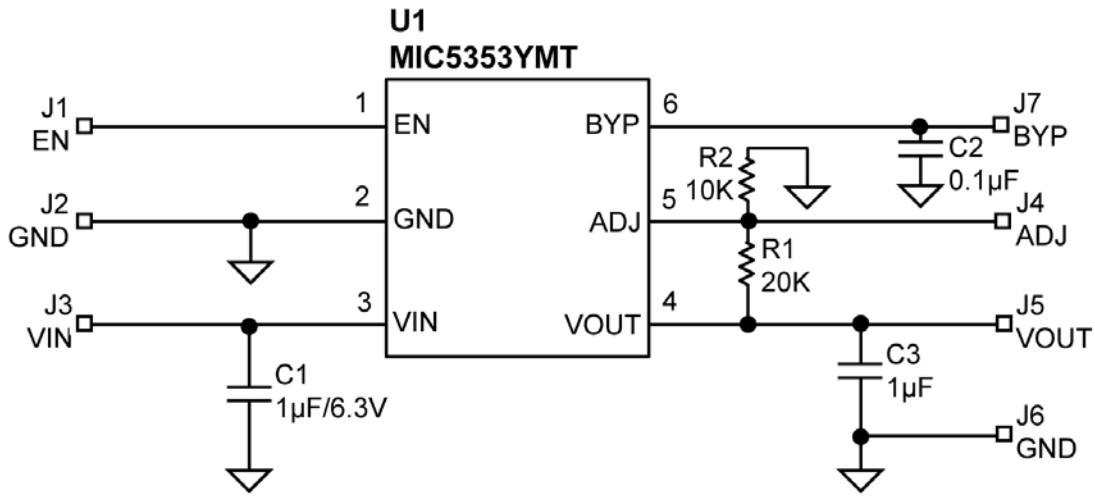 U1
MIC5353YMT
J1
EN
1
EN
BYP
6
J7
BYP
C2
0.1µF
R2
10K
J2
GND
2
GND
ADJ
5
J4
ADJ
R1
20K
J3
VIN
3
VIN
VOUT
4
J5
VOUT
C1
1µF/6.3V
C3
1µF
J6
GND